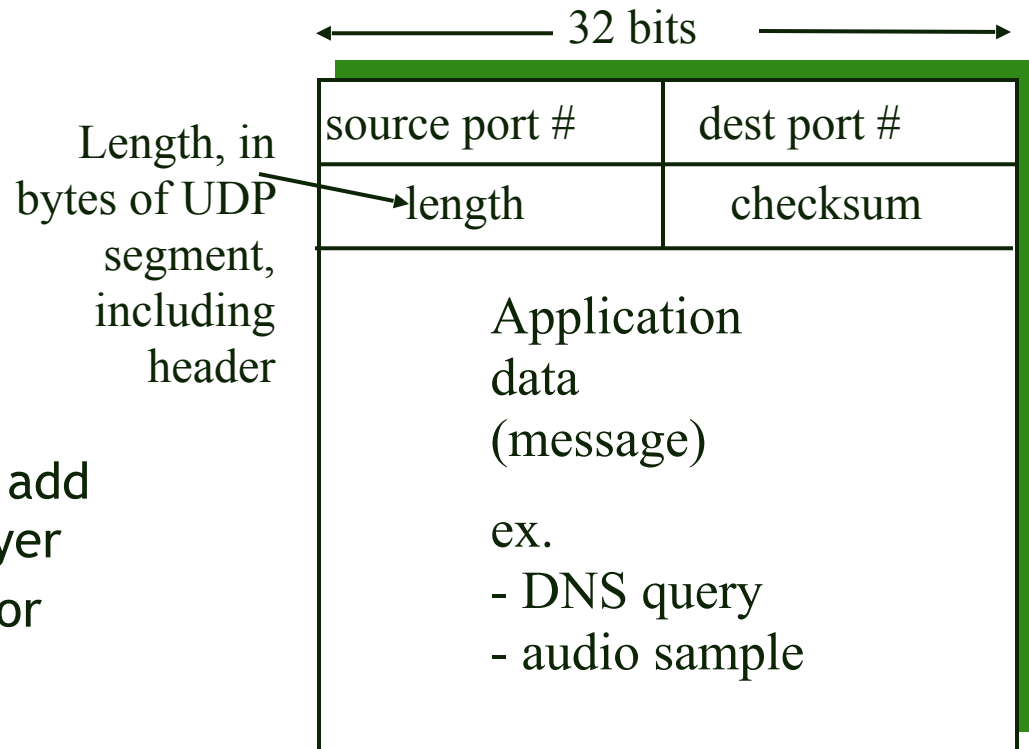 32 bits
source port # dest port #
Length, in
bytes of UDP
segment,
including
header
length checksum
Application
data
(message)
ex.
- DNS query
- audio sample
add
yer
or